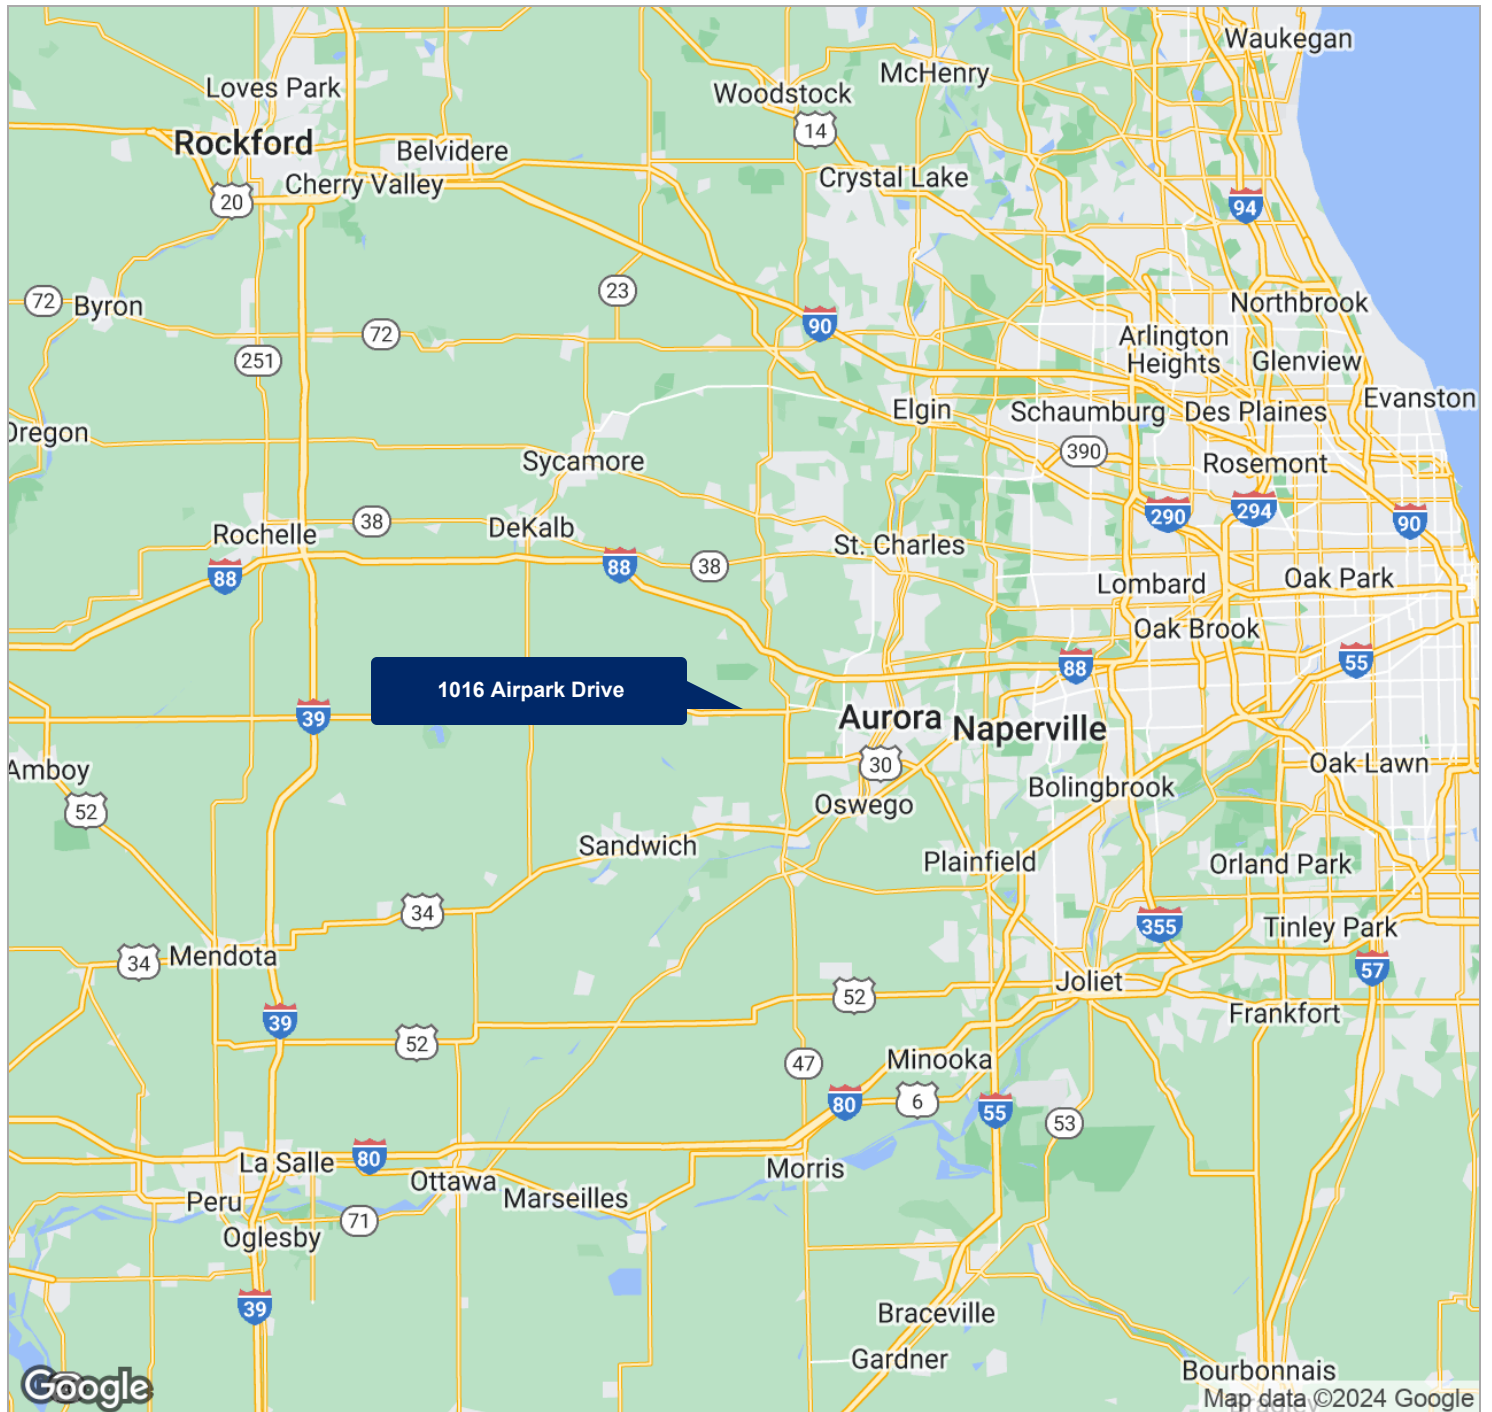 Waukegan
McHenry
Loves Park
Woodstock
14
Rockford
Belvidere
Crystal Lake
Cherry Valley
20
94
23
72
Byron
Northbrook
90
72
Arlington
Heights
251
Glenview
Evanston
Elgin
Schaumburg
Des Plaines
Oregon
390
Sycamore
Rosemont
290
294
90
38
DeKalb
Rochelle
St. Charles
88
38
88
Lombard
Oak Park
Oak Brook
55
88
1016 Airpark Drive
39
Aurora
Naperville
30
Oak Lawn
Amboy
Bolingbrook
52
Oswego
Sandwich
Plainfield
Orland Park
34
355
Tinley Park
34
Mendota
57
Joliet
52
Frankfort
39
52
47
Minooka
80
6
55
53
La Salle
80
Morris
Ottawa
Marseilles
Peru
71
Oglesby
39
Braceville
Gardner
Bourbonnais
Google
Map data ©2024 Google
Bradley